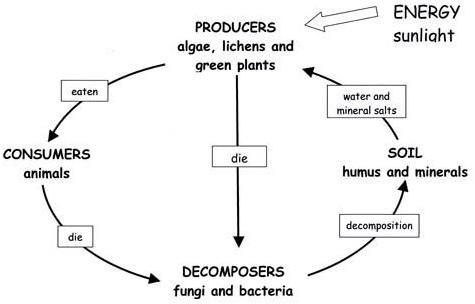 PRODUCERS
algae, lichens and
green plants
ENERGY
sunlight
eaten
water and
mineral salts
CONSUMERS
animals
die
SOIL
humus and minerals
die
decomposition
DECOMPOSERS
fungi and bacteria